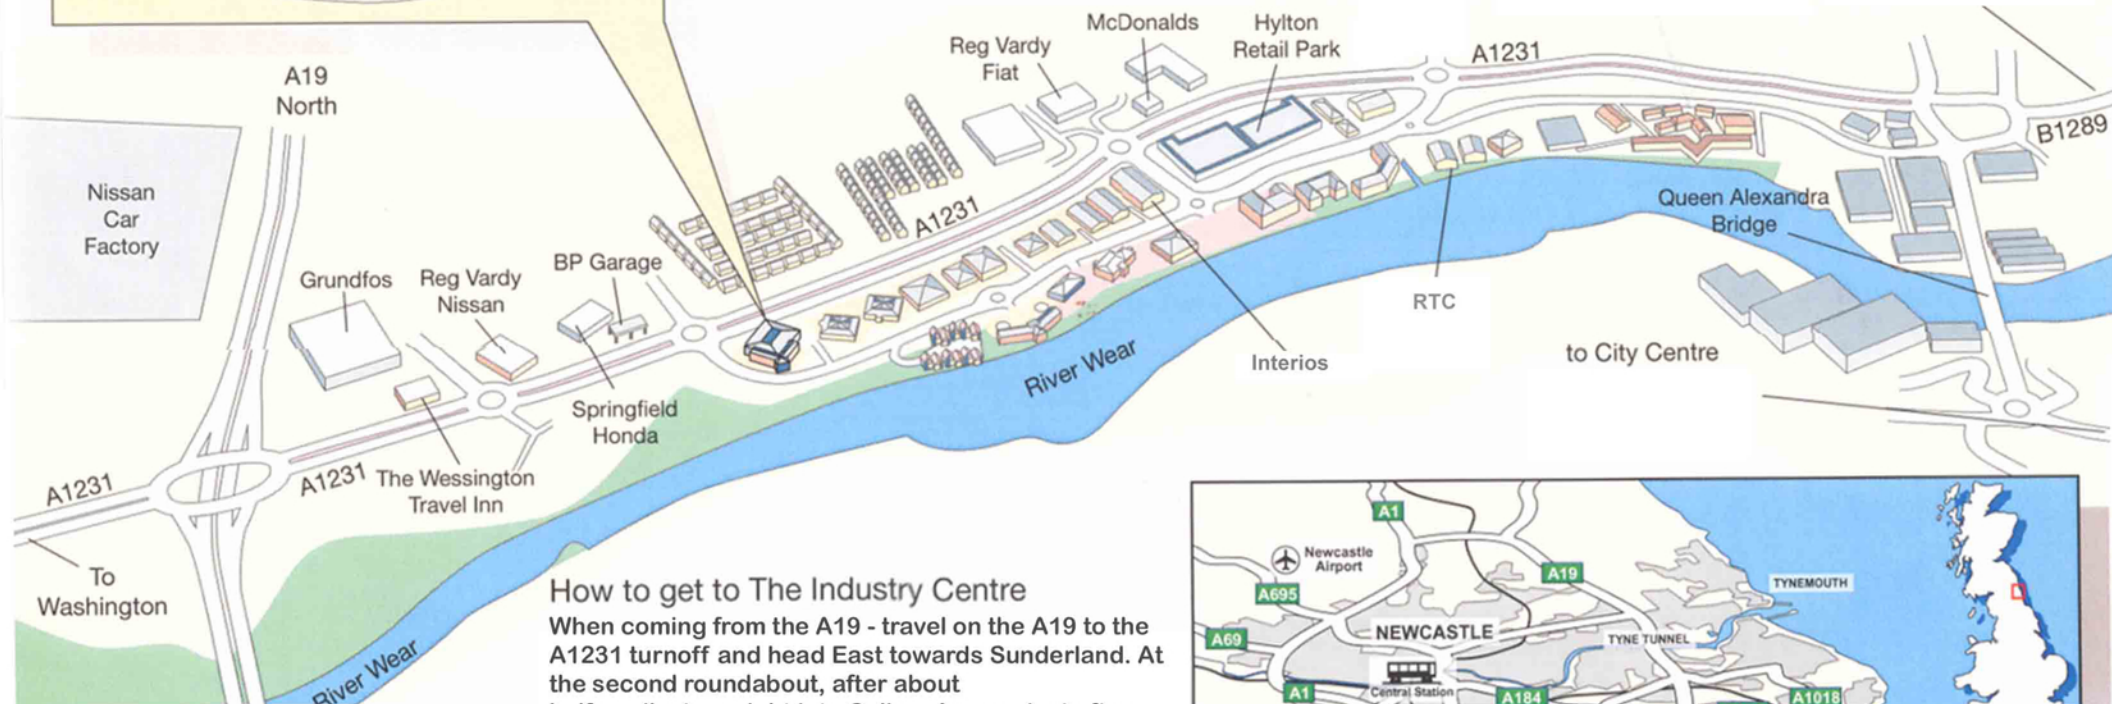 A19
North
Nissan
Car
Factory
Grundfos
Reg Vardy
Nissan
BP Garage
Springfield
Honda
The Wessington
Travel Inn
A1231
A1231
To
Washington
A1231
Reg Vardy
Fiat
McDonalds
Hylton
Retail Park
A1231
B1289
Queen Alexandra
Bridge
RTC
Interios
to City Centre
River Wear
River Wear
How to get to The Industry Centre
When coming from the A19 - travel on the A19 to the
A1231 turnoff and head East towards Sunderland. At
the second roundabout, after about
A1
Newcastle
Airport
A695
A19
TYNEMOUTH
A69
NEWCASTLE
TYNE TUNNEL
Central Station
A1
A184
A1018